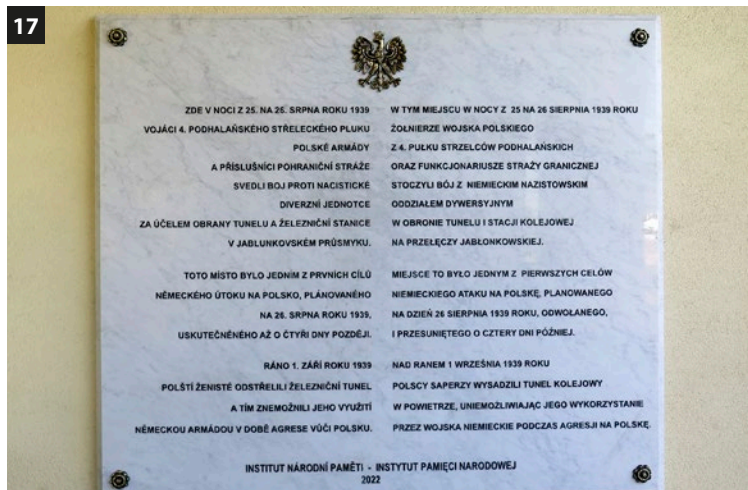 17
ZDE V NOCI Z 25. NA 26. SRPNA ROKU 1939
VOJÁCI 4. PODHALAŇSKÉHO STŘELECKÉHO PLUKU
POLSKÉ ARMÁDY
A PŘÍSLUŠNÍCI POHRANIČNÍ STRÁŽE
SVEDLI BOJ PROTI NACISTICKÉ
DIVERZNÍ JEDNOTCE
ZA ÚČELEM OBRANY TUNELU A ŽELEZNIČNÍ STANICE
V JABLUNKOVSKÉM PRŮSMYKU.
TOTO MÍSTO BYLO JEDNÍM Z PRVNÍCH CÍLŮ
NĚMECKÉHO ÚTOKU NA POLSKO, PLÁNOVANÉHO
NA 26. SRPNA ROKU 1939,
USKUTEČNĚNÉHO AŽ O ČTYŘI DNY POZDĚJI.
RÁNO 1. ZÁŘÍ ROKU 1939
POLŠTÍ ŽENISTÉ ODSTŘELILI ŽELEZNIČNÍ TUNEL
A TÍM ZNEMOŽNILI JEHO VYUŽITÍ
NĚMECKOU ARMÁDOU V DOBĚ AGRESE VŮČI POLSKU.
W TYM MIEJSCU W NOCY Z 25 NA 26 SIERPNIA 1939 ROKU
ŻOŁNIERZE WOJSKA POLSKIEGO
Z 4. PUŁKU STRZELCÓW PODHALAŃSKICH
ORAZ FUNKCJONARIUSZE STRAŻY GRANICZNEJ
STOCZYLI BÓJ Z NIEMIECKIM NAZISTOWSKIM
ODDZIAŁEM DYWERSYJNYM
W OBRONIE TUNELU I STACJI KOLEJOWEJ
NA PRZEŁĘCZY JABŁONKOWSKIEJ.
MIEJSCE TO BYŁO JEDNYM Z PIERWSZYCH CELÓW
NIEMIECKIEGO ATAKU NA POLSKĘ, PLANOWANEGO
NA DZIEŃ 26 SIERPNIA 1939 ROKU, ODWOŁANEGO,
I PRZESUNIĘTEGO O CZTERY DNI PÓŹNIEJ.
NAD RANEM 1 WRZEŚNIA 1939 ROKU
POLSCY SAPERZY WYSADZILI TUNEL KOLEJOWY
W POWIETRZE, UNIEMOŻLIWIAJĄC JEGO WYKORZYSTANIE
PRZEZ WOJSKA NIEMIECKIE PODCZAS AGRESJI NA POLSKĘ.
INSTITUT NÁRODNÍ PAMĚTI - INSTYTUT PAMIĘCI NARODOWEJ
2022